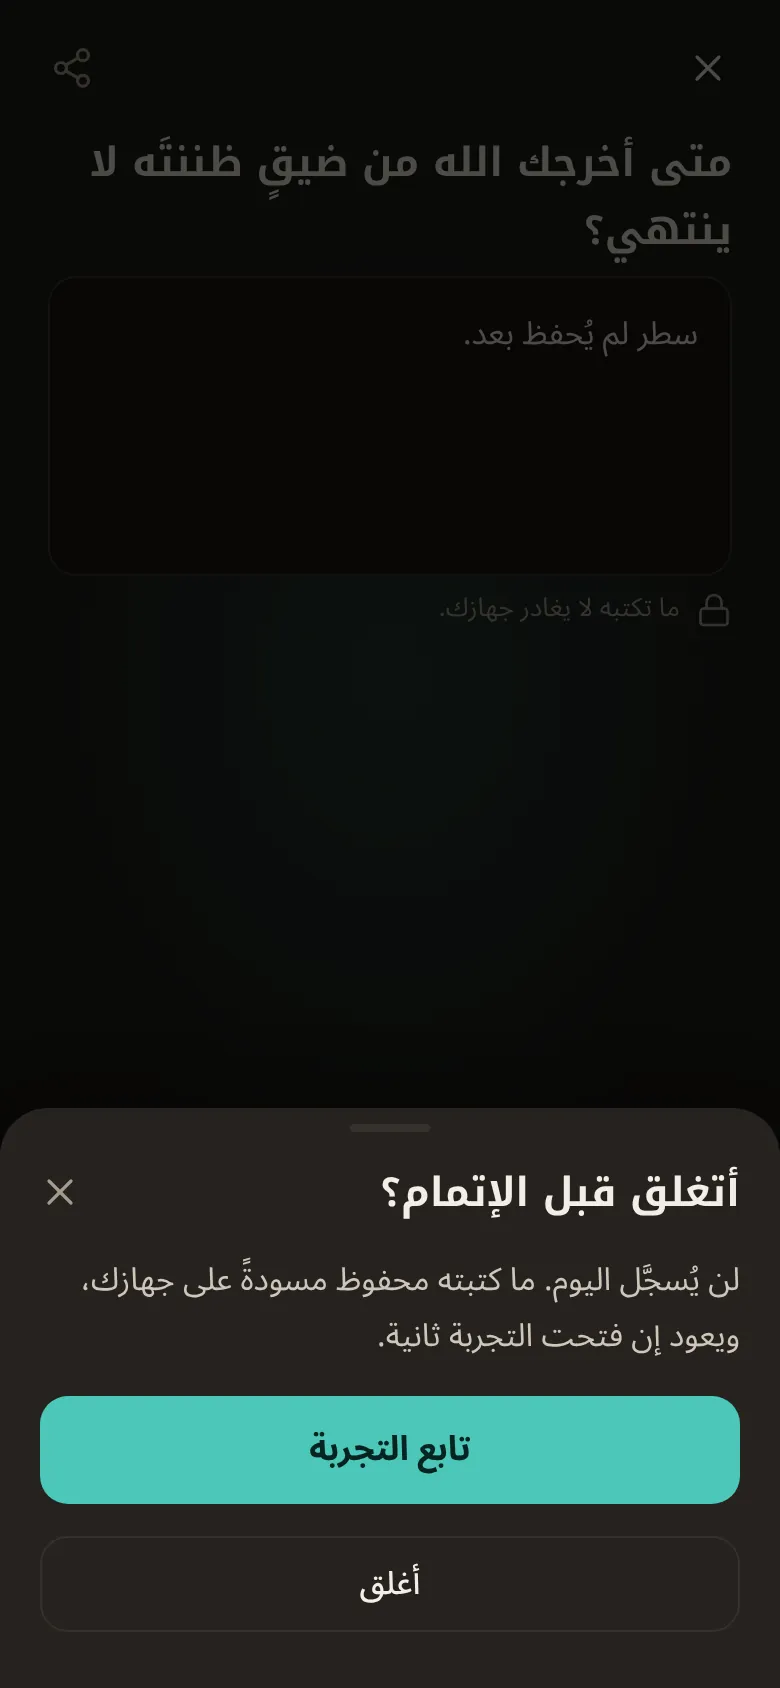 متى أخرجك الله من ضيقٍ ظننتَه لا
ينتهي؟
سطر لم يُحفظ بعد.
ما تكتبه لا يغادر جهازك.
أتغلق قبل الإتمام؟
لن يُسجَّل اليوم. ما كتبته محفوظ مسودةً على جهازك،
ويعود إن فتحت التجربة ثانية.
تابع التجربة
أغلق